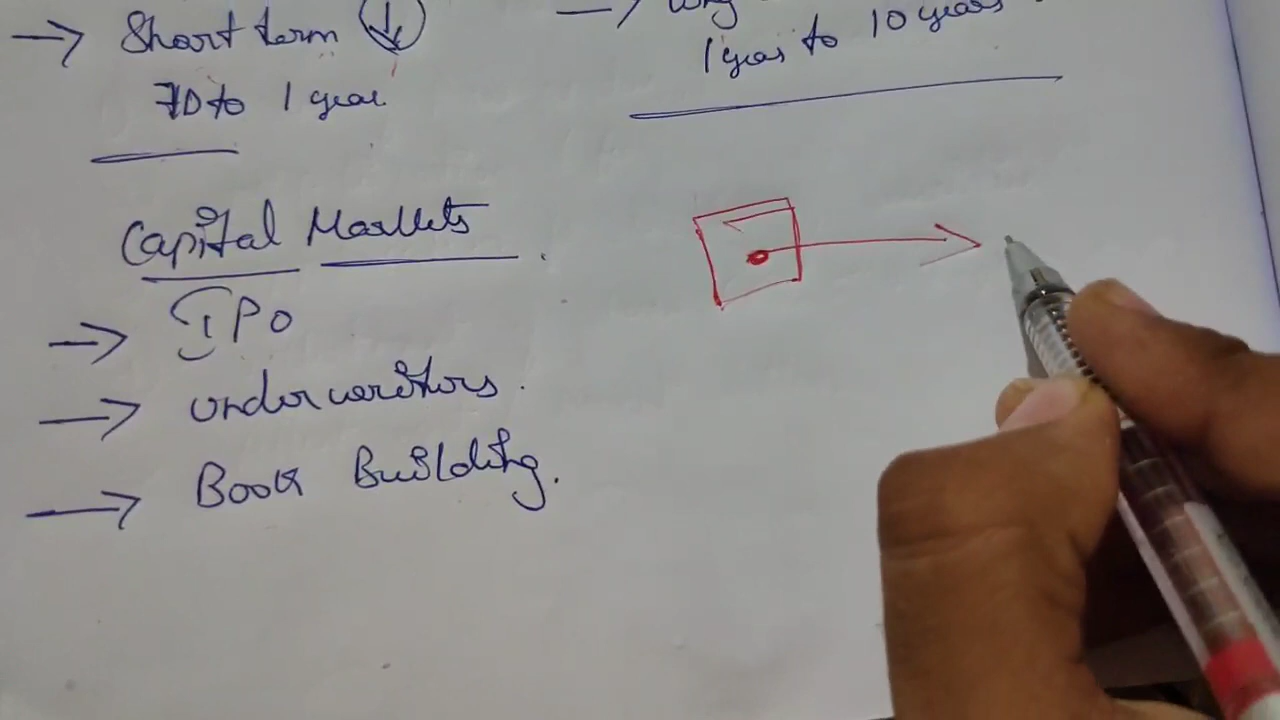 → Short term ↓
7D to 1 year
→
1 year to 10 years
Capital Markets.
→ IPO
→ underwriters.
→ Book Building.